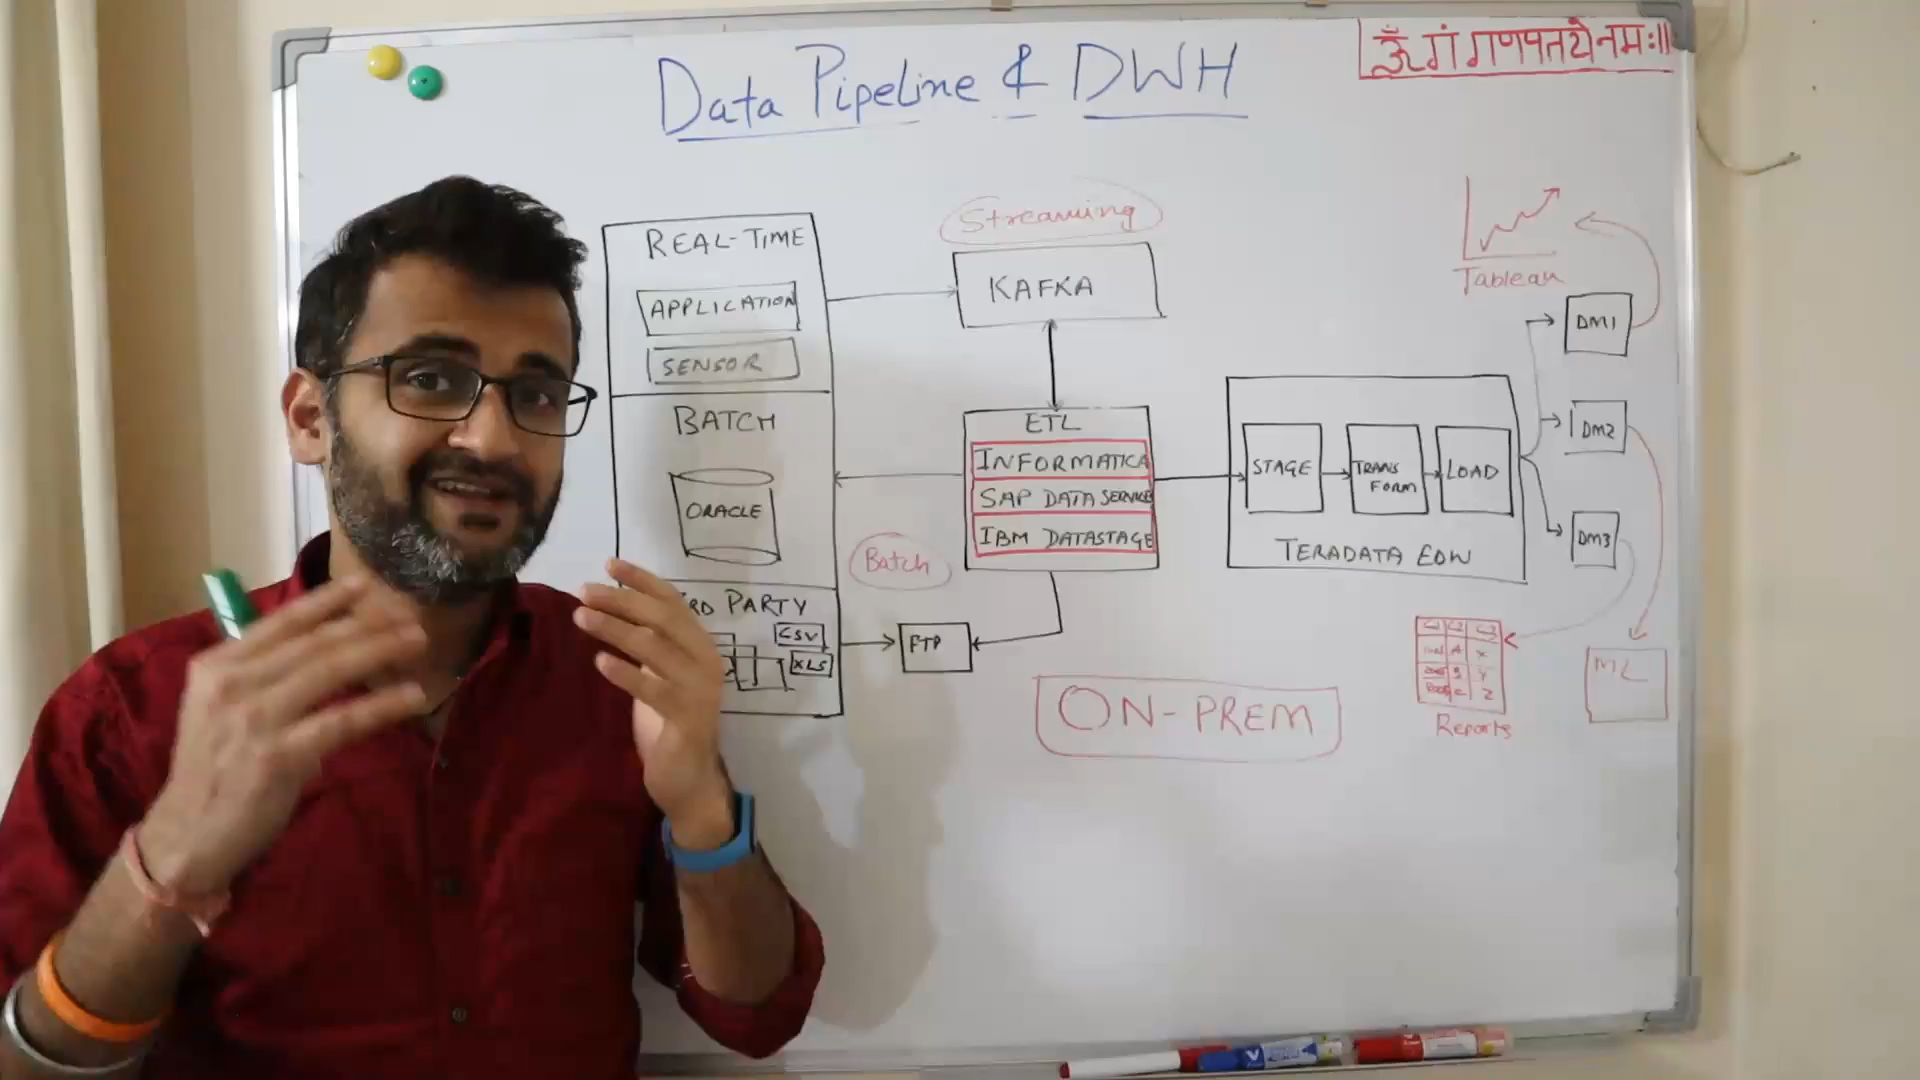 Data Pipeline & DWH
ॐ गं गणपतये नमः॥
REAL-TIME
APPLICATION
SENSOR
BATCH
ORACLE
RD PARTY
CSV
XLS
Streaming
KAFKA
ETL
INFORMATICA
SAP DATA SERVICE
IBM DATASTAGE
Batch
FTP
STAGE
TRANS
FORM
LOAD
TERADATA EDW
Tableau
DM1
DM2
DM3
ON-PREM
Reports
ML